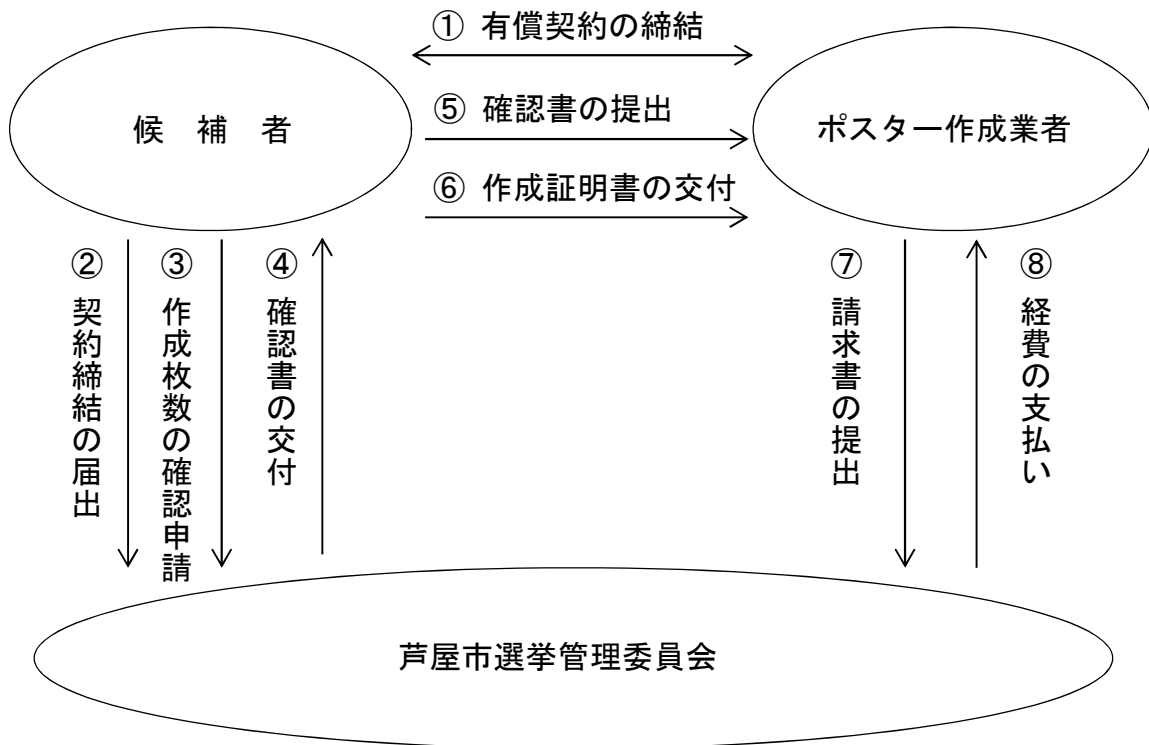 ① 有償契約の締結
候　補　者
⑤ 確認書の提出
ポスター作成業者
⑥ 作成証明書の交付
② 契約締結の届出
③ 作成枚数の確認申請
④ 確認書の交付
⑦ 請求書の提出
⑧ 経費の支払い
芦屋市選挙管理委員会